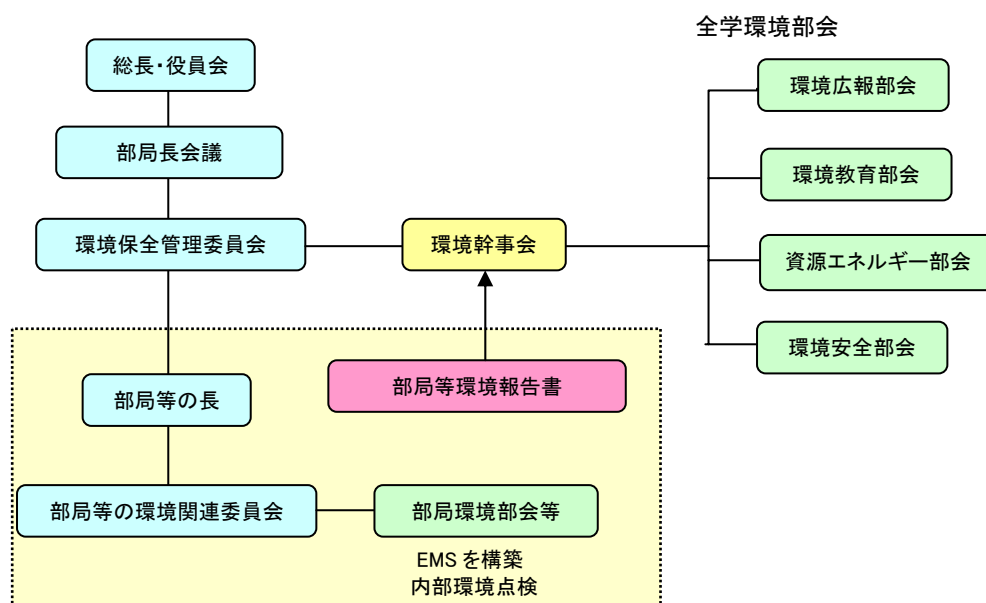 全学環境部会
総長・役員会
環境広報部会
部局長会議
環境教育部会
環境保全管理委員会
環境幹事会
資源エネルギー部会
環境安全部会
部局等の長
部局等環境報告書
部局等の環境関連委員会
部局環境部会等
EMSを構築
内部環境点検